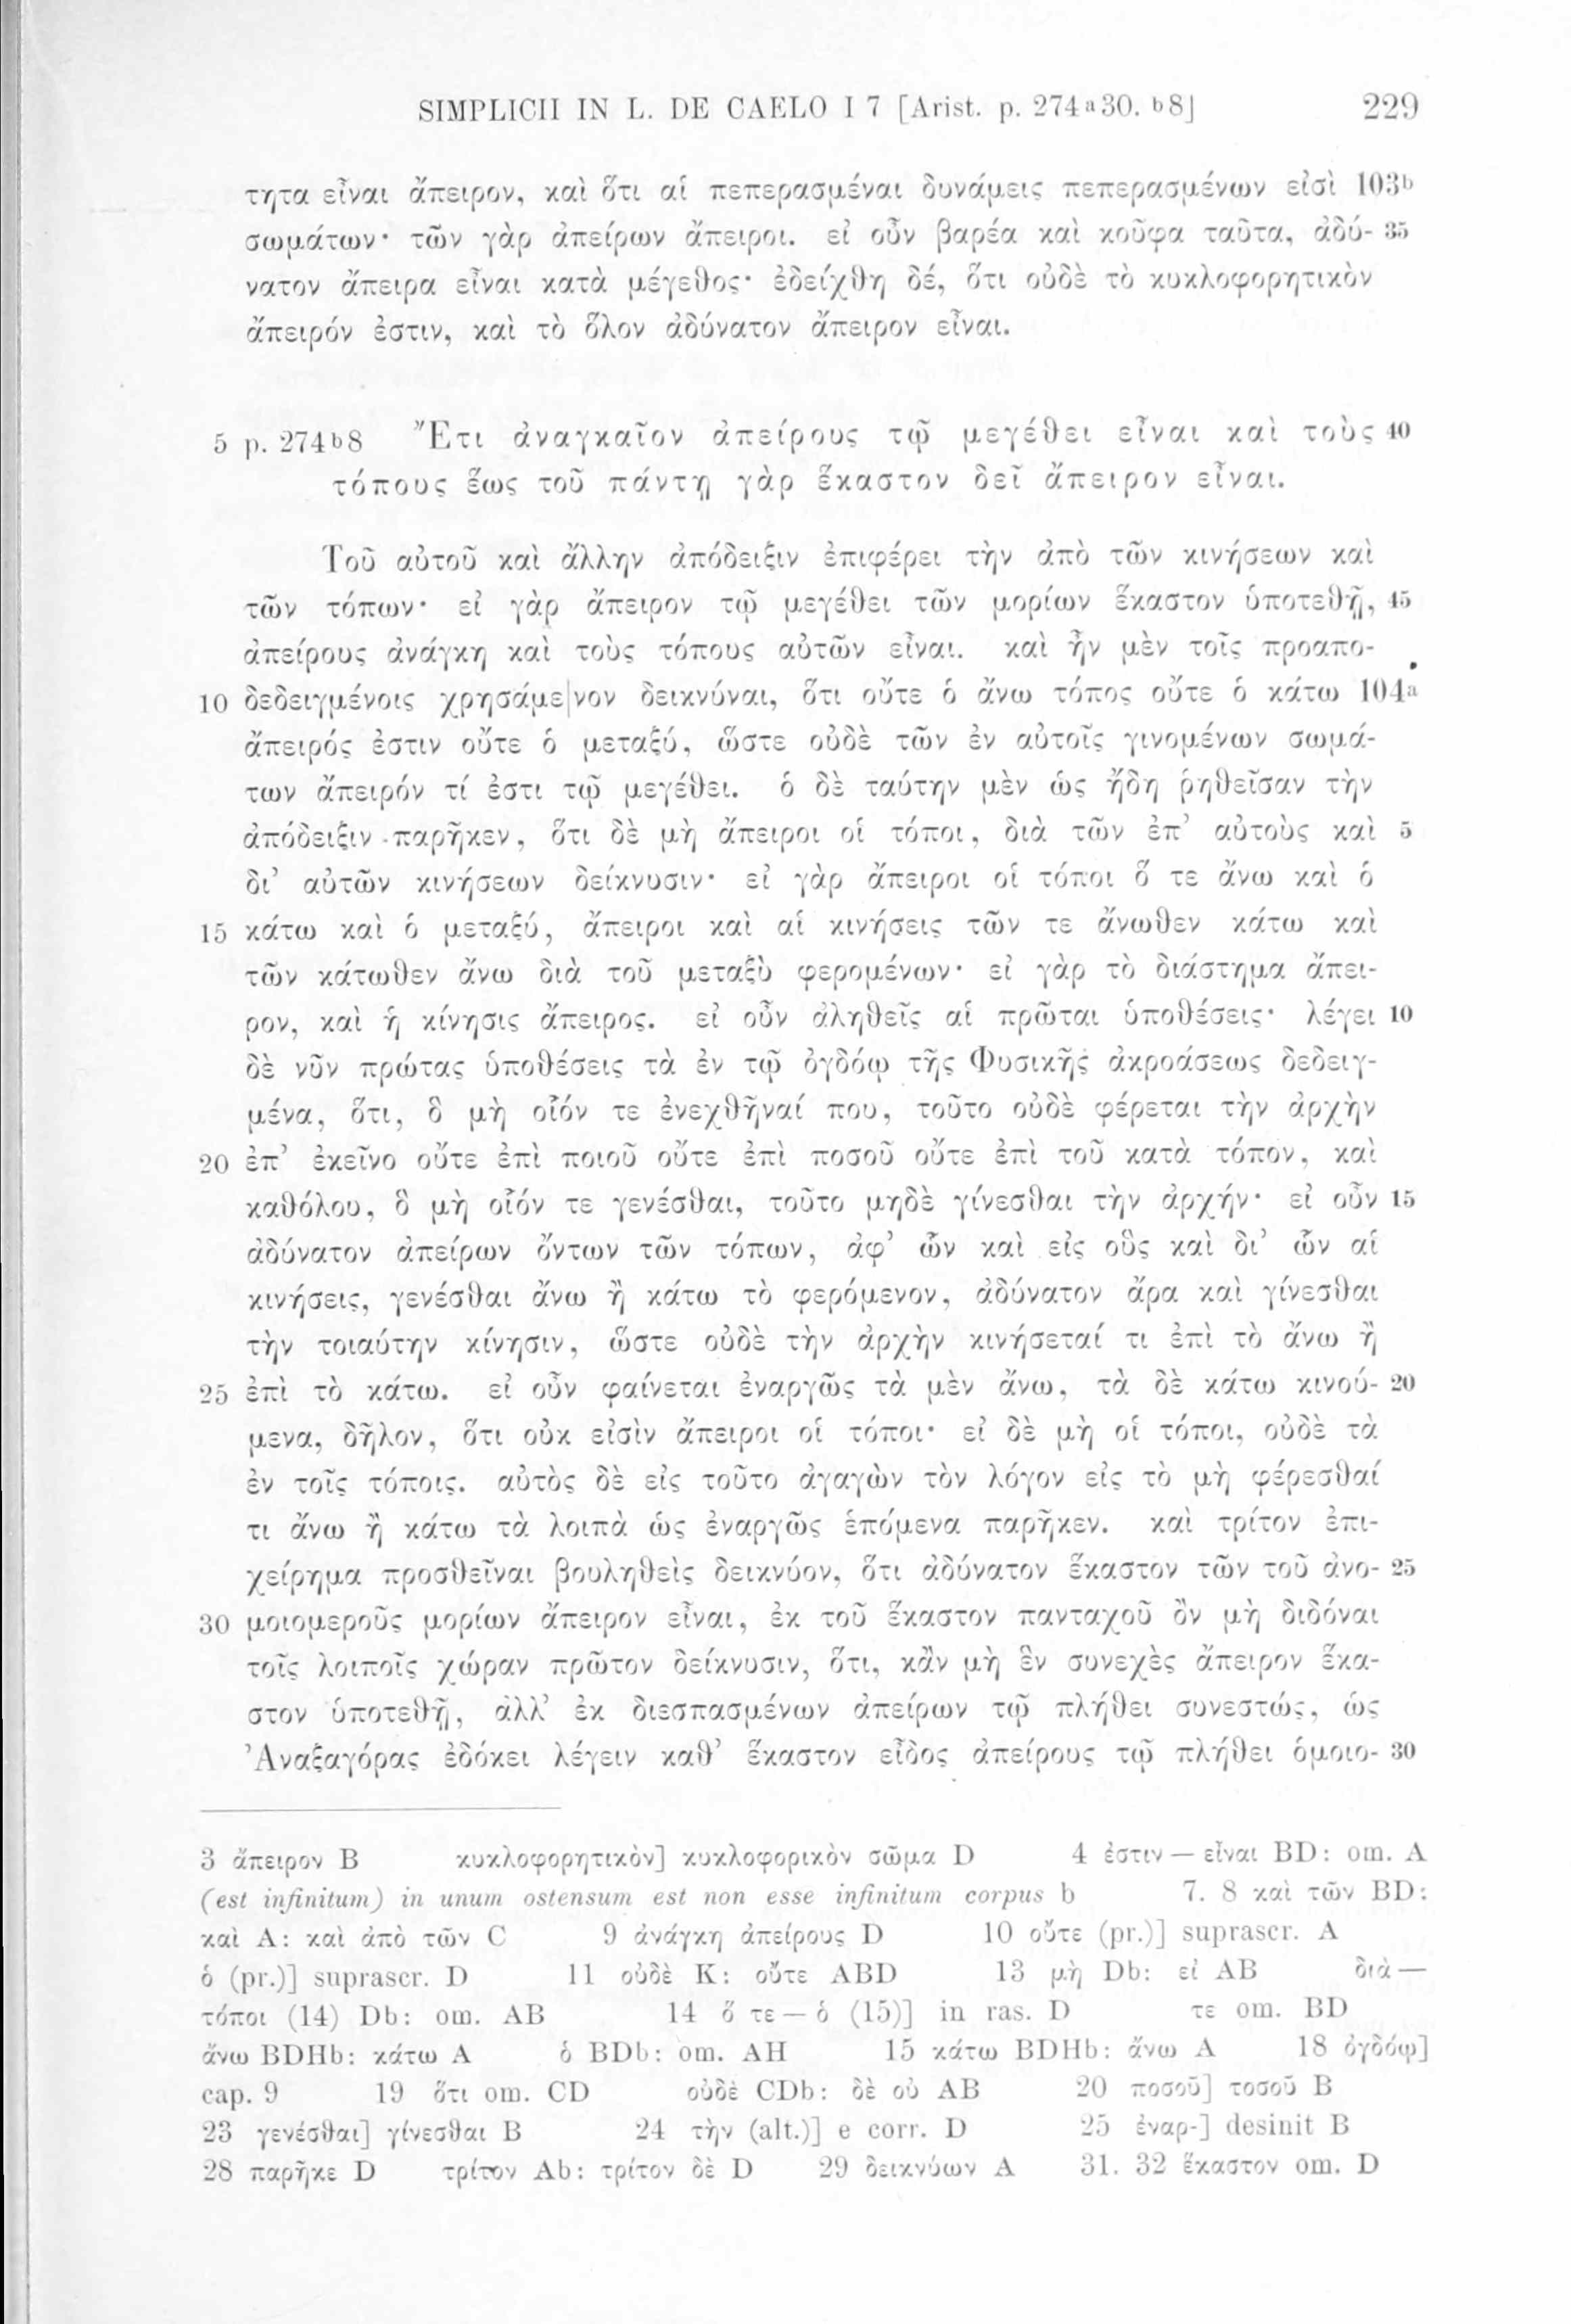 SIMPLICII IN L. DE CAELO I 7 [Arist. p. 274a30. b8] 229
τητα εἶναι ἄπειρον, καὶ ὅτι αἱ πεπερασμέναι δυνάμεις πεπερασμένων εἰσὶ 103b
σωμάτων· τῶν γὰρ ἀπείρων ἄπειροι. εἰ οὖν βαρέα καὶ κοῦφα ταῦτα, ἀδύ- 35
νατον ἄπειρα εἶναι κατὰ μέγεθος· ἐδείχθη δέ, ὅτι οὐδὲ τὸ κυκλοφορητικὸν
ἄπειρόν ἐστιν, καὶ τὸ ὅλον ἀδύνατον ἄπειρον εἶναι.
5 p. 274b8 Ἔτι ἀναγκαῖον ἀπείρους τῷ μεγέθει εἶναι καὶ τοὺς 40
τόπους ἕως τοῦ πάντῃ γὰρ ἕκαστον δεῖ ἄπειρον εἶναι.
Τοῦ αὐτοῦ καὶ ἄλλην ἀπόδειξιν ἐπιφέρει τὴν ἀπὸ τῶν κινήσεων καὶ
τῶν τόπων· εἰ γὰρ ἄπειρον τῷ μεγέθει τῶν μορίων ἕκαστον ὑποτεθῇ, 45
ἀπείρους ἀνάγκη καὶ τοὺς τόπους αὐτῶν εἶναι. καὶ ἦν μὲν τοῖς προαπο-
10 δεδειγμένοις χρησάμε|νον δεικνύναι, ὅτι οὔτε ὁ ἄνω τόπος οὔτε ὁ κάτω 104a
ἄπειρός ἐστιν οὔτε ὁ μεταξύ, ὥστε οὐδὲ τῶν ἐν αὐτοῖς γινομένων σωμά-
των ἄπειρόν τί ἐστι τῷ μεγέθει. ὁ δὲ ταύτην μὲν ὡς ἤδη ῥηθεῖσαν τὴν
ἀπόδειξιν παρῆκεν, ὅτι δὲ μὴ ἄπειροι οἱ τόποι, διὰ τῶν ἐπ’ αὐτοὺς καὶ 5
δι’ αὐτῶν κινήσεων δείκνυσιν· εἰ γὰρ ἄπειροι οἱ τόποι ὅ τε ἄνω καὶ ὁ
15 κάτω καὶ ὁ μεταξύ, ἄπειροι καὶ αἱ κινήσεις τῶν τε ἄνωθεν κάτω καὶ
τῶν κάτωθεν ἄνω διὰ τοῦ μεταξὺ φερομένων· εἰ γὰρ τὸ διάστημα ἄπει-
ρον, καὶ ἡ κίνησις ἄπειρος. εἰ οὖν ἀληθεῖς αἱ πρῶται ὑποθέσεις· λέγει 10
δὲ νῦν πρώτας ὑποθέσεις τὰ ἐν τῷ ὀγδόῳ τῆς Φυσικῆς ἀκροάσεως δεδειγ-
μένα, ὅτι, ὃ μὴ οἷόν τε ἐνεχθῆναί που, τοῦτο οὐδὲ φέρεται τὴν ἀρχὴν
20 ἐπ’ ἐκεῖνο οὔτε ἐπὶ ποιοῦ οὔτε ἐπὶ ποσοῦ οὔτε ἐπὶ τοῦ κατὰ τόπον, καὶ
καθόλου, ὃ μὴ οἷόν τε γενέσθαι, τοῦτο μηδὲ γίνεσθαι τὴν ἀρχήν· εἰ οὖν 15
ἀδύνατον ἀπείρων ὄντων τῶν τόπων, ἀφ’ ὧν καὶ εἰς οὓς καὶ δι’ ὧν αἱ
κινήσεις, γενέσθαι ἄνω ἢ κάτω τὸ φερόμενον, ἀδύνατον ἄρα καὶ γίνεσθαι
τὴν τοιαύτην κίνησιν, ὥστε οὐδὲ τὴν ἀρχὴν κινήσεταί τι ἐπὶ τὸ ἄνω ἢ
25 ἐπὶ τὸ κάτω. εἰ οὖν φαίνεται ἐναργῶς τὰ μὲν ἄνω, τὰ δὲ κάτω κινού- 20
μενα, δῆλον, ὅτι οὐκ εἰσὶν ἄπειροι οἱ τόποι· εἰ δὲ μὴ οἱ τόποι, οὐδὲ τὰ
ἐν τοῖς τόποις. αὐτὸς δὲ εἰς τοῦτο ἀγαγὼν τὸν λόγον εἰς τὸ μὴ φέρεσθαί
τι ἄνω ἢ κάτω τὰ λοιπὰ ὡς ἐναργῶς ἑπόμενα παρῆκεν. καὶ τρίτον ἐπι-
χείρημα προσθεῖναι βουληθεὶς δεικνύον, ὅτι ἀδύνατον ἕκαστον τῶν τοῦ ἀνο- 25
30 μοιομεροῦς μορίων ἄπειρον εἶναι, ἐκ τοῦ ἕκαστον πανταχοῦ ὂν μὴ διδόναι
τοῖς λοιποῖς χώραν πρῶτον δείκνυσιν, ὅτι, κἂν μὴ ἓν συνεχὲς ἄπειρον ἕκα-
στον ὑποτεθῇ, ἀλλ’ ἐκ διεσπασμένων ἀπείρων τῷ πλήθει συνεστώς, ὡς
Ἀναξαγόρας ἐδόκει λέγειν καθ’ ἕκαστον εἶδος ἀπείρους τῷ πλήθει ὁμοιο- 30
3 ἄπειρον B κυκλοφορητικὸν] κυκλοφορικὸν σῶμα D 4 ἐστιν — εἶναι BD: om. A
(est infinitum) in unum ostensum est non esse infinitum corpus b 7. 8 καὶ τῶν BD:
καὶ A: καὶ ἀπὸ τῶν C 9 ἀνάγκη ἀπείρους D 10 οὔτε (pr.)] suprascr. A
ὁ (pr.)] suprascr. D 11 οὐδὲ K: οὔτε ABD 13 μὴ Db: εἰ AB διὰ —
τόποι (14) Db: om. AB 14 ὅ τε — ὁ (15)] in ras. D τε om. BD
ἄνω BDHb: κάτω A ὁ BDb: om. AH 15 κάτω BDHb: ἄνω A 18 ὀγδόῳ]
cap. 9 19 ὅτι om. CD οὐδὲ CDb: δὲ οὐ AB 20 ποσοῦ] τοσοῦ B
23 γενέσθαι] γίνεσθαι B 24 τὴν (alt.)] e corr. D 25 ἐναρ-] desinit B
28 παρῆκε D τρίτον Ab: τρίτον δὲ D 29 δεικνύων A 31. 32 ἕκαστον om. D